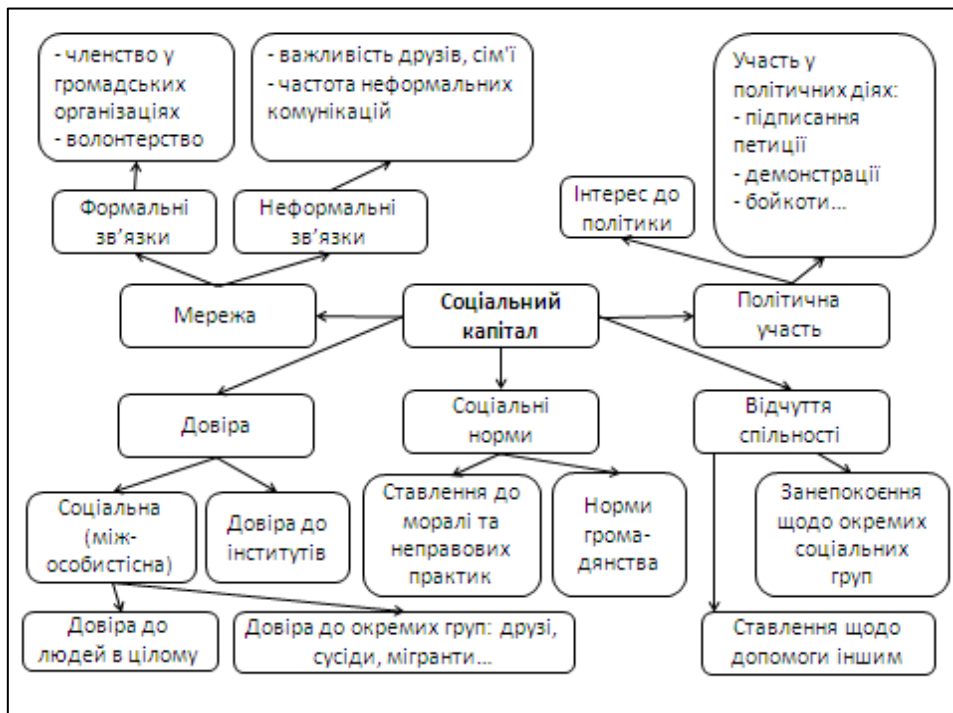 - членство у
громадських
організаціях
- волонтерство
- важливість друзів, сім'ї
- частота неформальних
комунікацій
Участь у
політичних діях:
- підписання
петиції
- демонстрації
- бойкоти…
Формальні
зв’язки
Неформальні
зв’язки
Інтерес до
політики
Мережа
Соціальний
капітал
Політична
участь
Довіра
Соціальні
норми
Відчуття
спільності
Соціальна
(між-
особистісна)
Довіра до
інститутів
Ставлення до
моралі та
неправових
практик
Норми
грома-
дянства
Занепокоєння
щодо окремих
соціальних
груп
Довіра до
людей в цілому
Довіра до окремих груп: друзі,
сусіди, мігранти…
Ставлення щодо
допомоги іншим